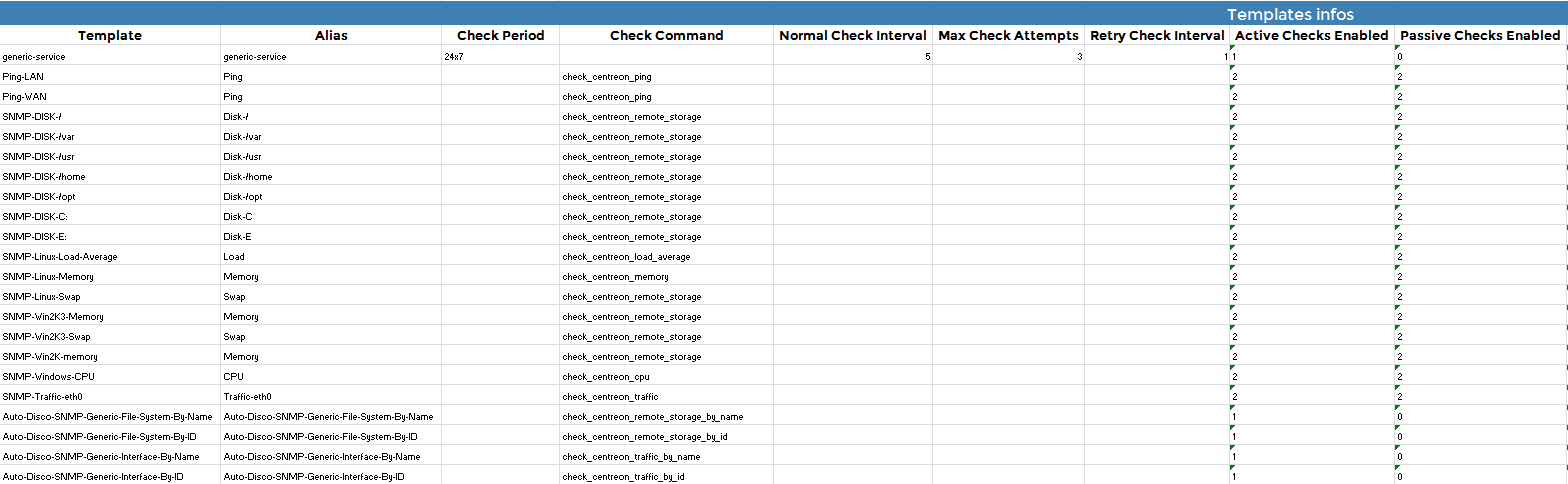 Templates infos
Template Alias Check Period Check Command Normal Check Interval Max Check Attempts Retry Check Interval Active Checks Enabled Passive Checks Enabled
generic-service generic-service 24x7 5 3 1 1 0
Ping-LAN Ping check_centreon_ping 2 2
Ping-WAN Ping check_centreon_ping 2 2
SNMP-DISK-/ Disk-/ check_centreon_remote_storage 2 2
SNMP-DISK-/var Disk-/var check_centreon_remote_storage 2 2
SNMP-DISK-/usr Disk-/usr check_centreon_remote_storage 2 2
SNMP-DISK-/home Disk-/home check_centreon_remote_storage 2 2
SNMP-DISK-/opt Disk-/opt check_centreon_remote_storage 2 2
SNMP-DISK-C: Disk-C check_centreon_remote_storage 2 2
SNMP-DISK-E: Disk-E check_centreon_remote_storage 2 2
SNMP-Linux-Load-Average Load check_centreon_load_average 2 2
SNMP-Linux-Memory Memory check_centreon_memory 2 2
SNMP-Linux-Swap Swap check_centreon_remote_storage 2 2
SNMP-Win2K3-Memory Memory check_centreon_remote_storage 2 2
SNMP-Win2K3-Swap Swap check_centreon_remote_storage 2 2
SNMP-Win2K-memory Memory check_centreon_remote_storage 2 2
SNMP-Windows-CPU CPU check_centreon_cpu 2 2
SNMP-Traffic-eth0 Traffic-eth0 check_centreon_traffic 2 2
Auto-Disco-SNMP-Generic-File-System-By-Name Auto-Disco-SNMP-Generic-File-System-By-Name check_centreon_remote_storage_by_name 1 0
Auto-Disco-SNMP-Generic-File-System-By-ID Auto-Disco-SNMP-Generic-File-System-By-ID check_centreon_remote_storage_by_id 1 0
Auto-Disco-SNMP-Generic-Interface-By-Name Auto-Disco-SNMP-Generic-Interface-By-Name check_centreon_traffic_by_name 1 0
Auto-Disco-SNMP-Generic-Interface-By-ID Auto-Disco-SNMP-Generic-Interface-By-ID check_centreon_traffic_by_id 1 0